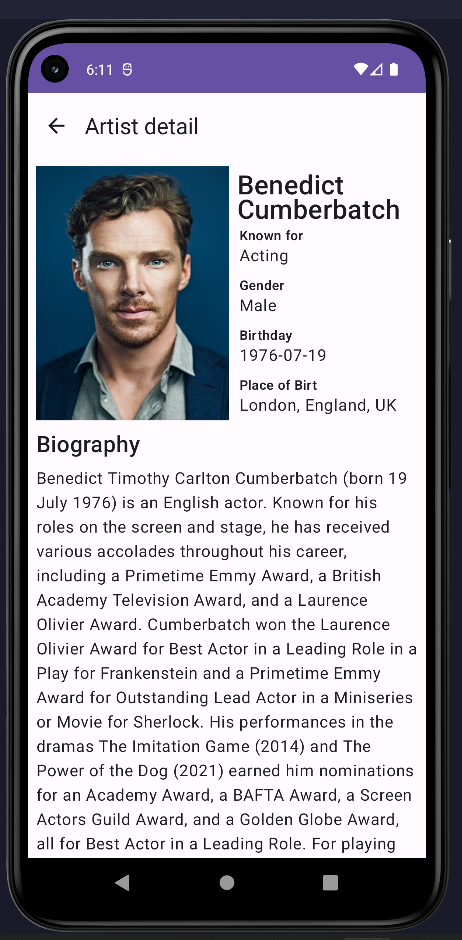 6:11
Artist detail
Benedict
Cumberbatch
Known for
Acting
Gender
Male
Birthday
1976-07-19
Place of Birt
London, England, UK
Biography
Benedict Timothy Carlton Cumberbatch (born 19
July 1976) is an English actor. Known for his
roles on the screen and stage, he has received
various accolades throughout his career,
including a Primetime Emmy Award, a British
Academy Television Award, and a Laurence
Olivier Award. Cumberbatch won the Laurence
Olivier Award for Best Actor in a Leading Role in a
Play for Frankenstein and a Primetime Emmy
Award for Outstanding Lead Actor in a Miniseries
or Movie for Sherlock. His performances in the
dramas The Imitation Game (2014) and The
Power of the Dog (2021) earned him nominations
for an Academy Award, a BAFTA Award, a Screen
Actors Guild Award, and a Golden Globe Award,
all for Best Actor in a Leading Role. For playing